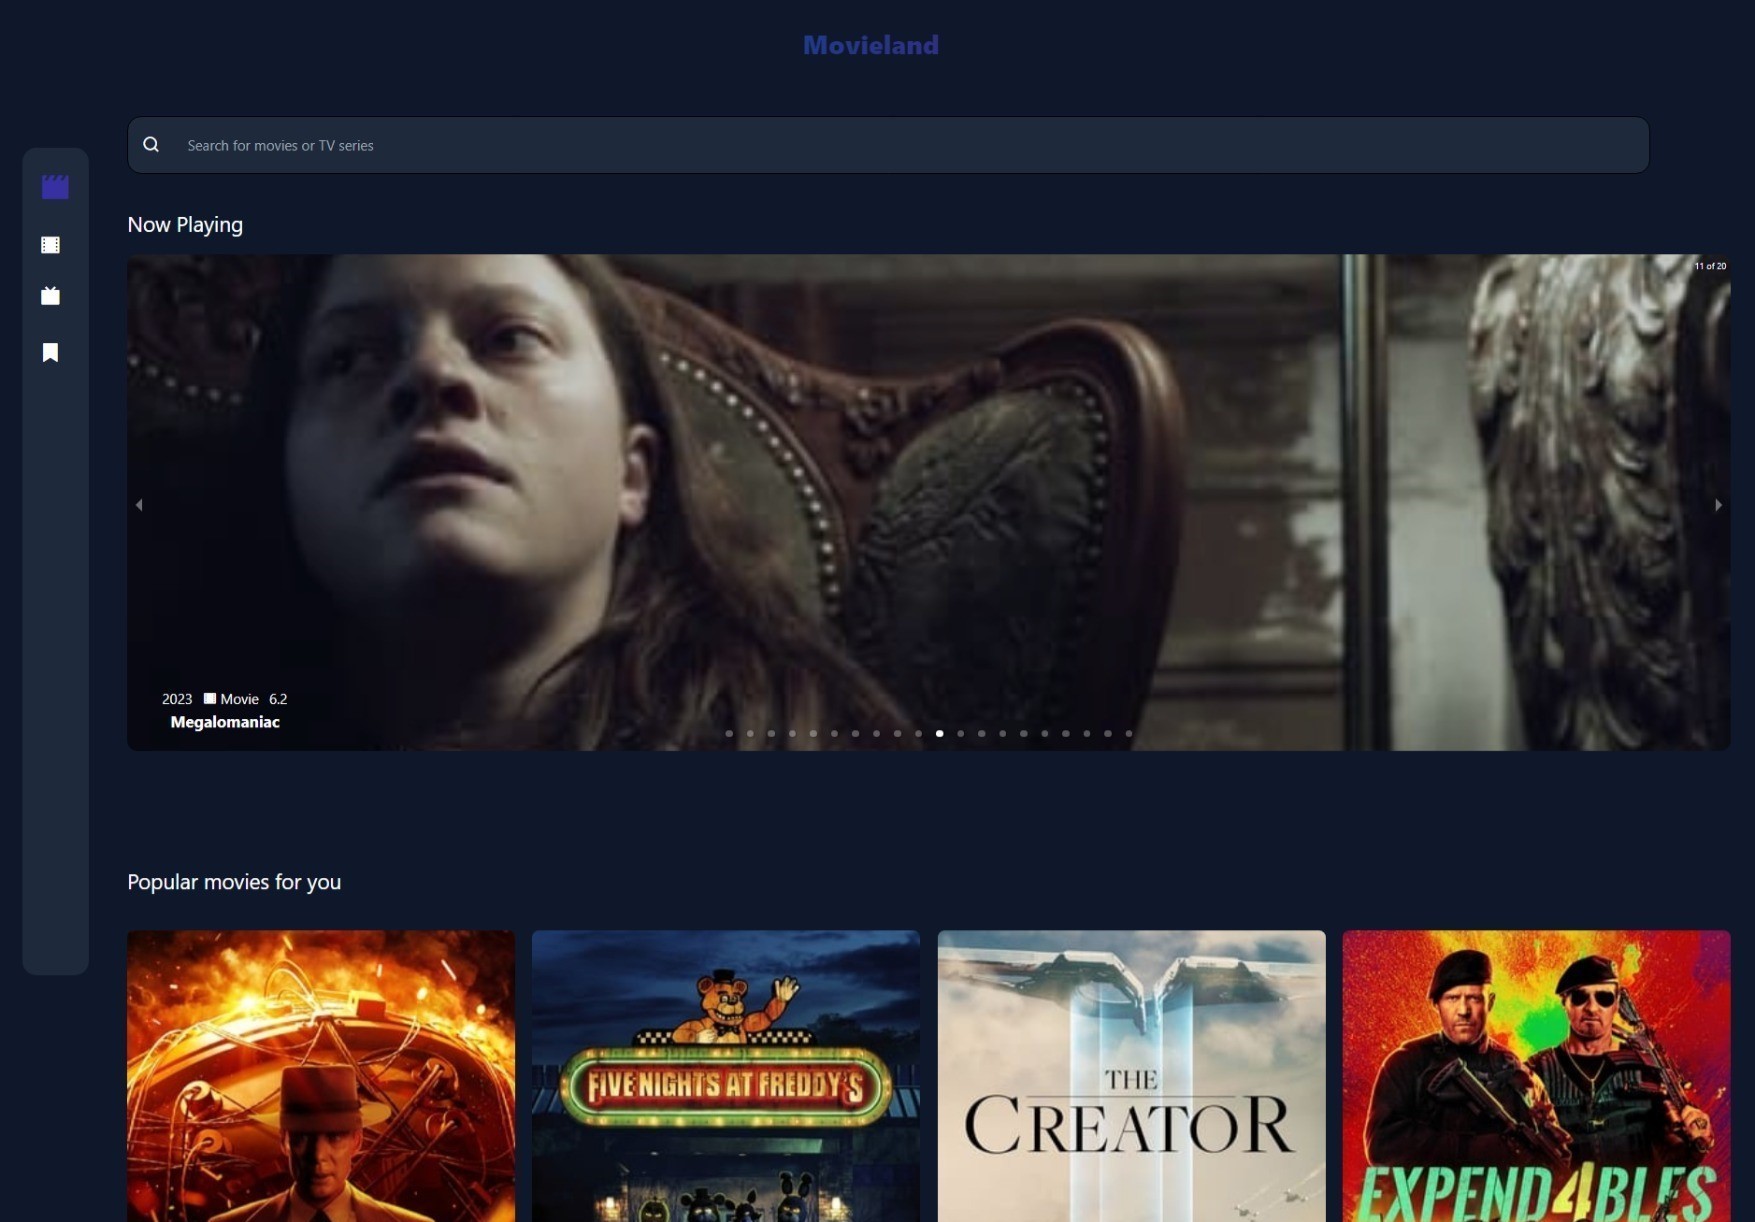 Movieland
Search for movies or TV series
Now Playing
11 of 20
2023 Movie 6.2
Megalomaniac
Popular movies for you
FIVE NIGHTS AT FREDDY'S
THE
CREATOR
EXPEND4BLES